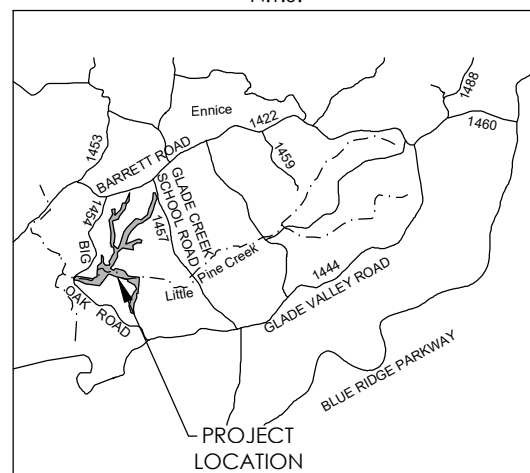 N.T.S.
1488
Ennice
1422
1460
1453
1459
BARRETT ROAD
GLADE CREEK
SCHOOL ROAD
1454
1457
BIG
OAK ROAD
Little Pine Creek
1444
GLADE VALLEY ROAD
BLUE RIDGE PARKWAY
PROJECT
LOCATION